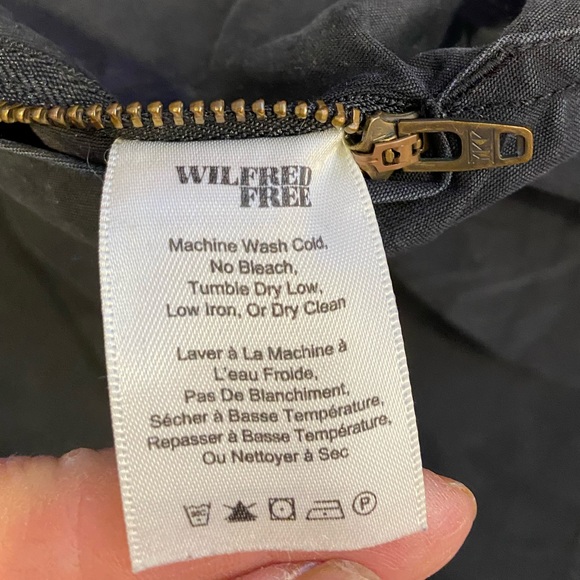 WILFRED
FREE
Machine Wash Cold,
No Bleach,
Tumble Dry Low,
Low Iron, Or Dry Clean
Laver à La Machine à
L'eau Froide,
Pas De Blanchiment,
Sécher à Basse Température,
Repasser à Basse Température,
Ou Nettoyer à Sec
P